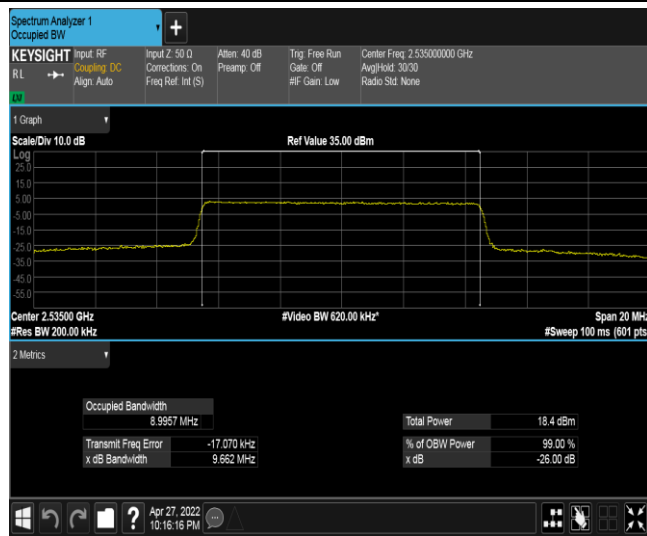 Spectrum Analyzer 1
Occupied BW
+
KEYSIGHT
RL
Input: RF
Coupling: DC
Align: Auto
Input Z: 50 Ω
Corrections: On
Freq Ref: Int (S)
Atten: 40 dB
Preamp: Off
Trig: Free Run
Gate: Off
#IF Gain: Low
Center Freq: 2.535000000 GHz
Avg|Hold: 30/30
Radio Std: None
1 Graph
Scale/Div 10.0 dB
Ref Value 35.00 dBm
Log
25.0
15.0
5.00
-5.00
-15.0
-25.0
-35.0
-45.0
-55.0
Center 2.53500 GHz
#Video BW 620.00 kHz*
Span 20 MHz
#Res BW 200.00 kHz
#Sweep 100 ms (601 pts
2 Metrics
Occupied Bandwidth
8.9957 MHz
Total Power 18.4 dBm
Transmit Freq Error -17.070 kHz
% of OBW Power 99.00 %
x dB Bandwidth 9.662 MHz
x dB -26.00 dB
?
Apr 27, 2022
10:16:16 PM